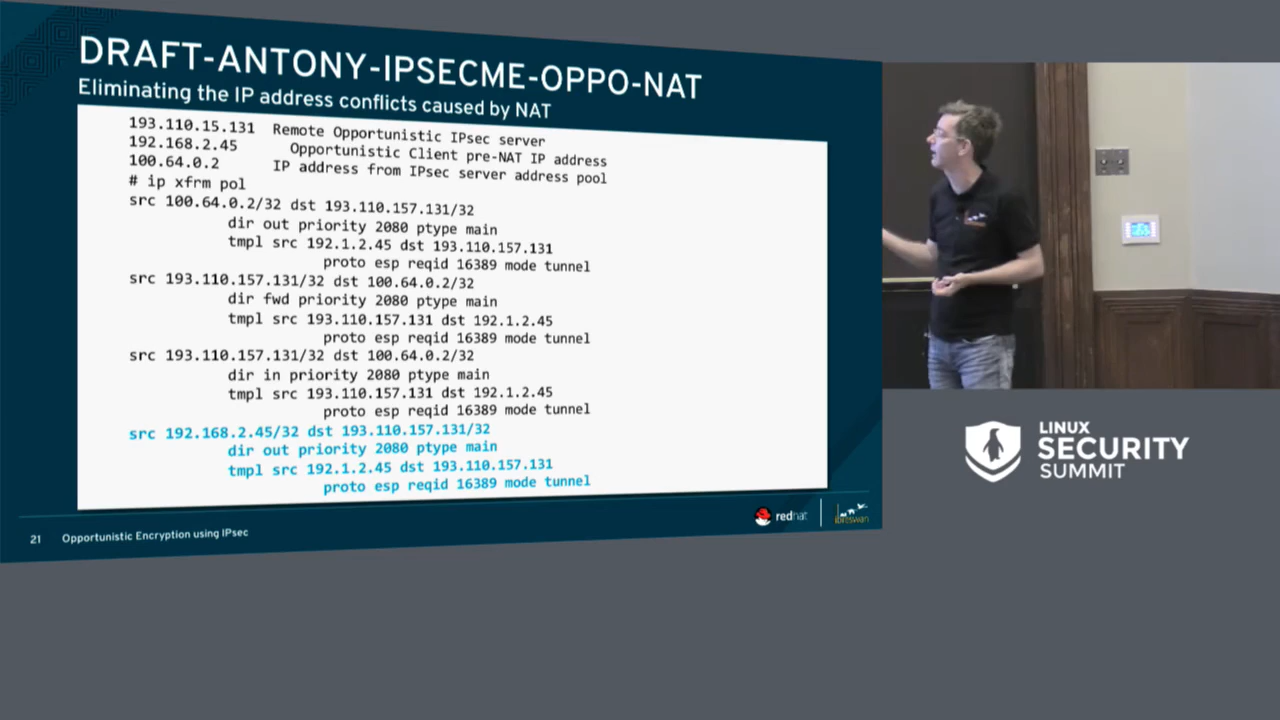 DRAFT-ANTONY-IPSECME-OPPO-NAT
Eliminating the IP address conflicts caused by NAT
193.110.15.131 Remote Opportunistic IPsec server
192.168.2.45 Opportunistic Client pre-NAT IP address
100.64.0.2 IP address from IPsec server address pool
# ip xfrm pol
src 100.64.0.2/32 dst 193.110.157.131/32
dir out priority 2080 ptype main
tmpl src 192.1.2.45 dst 193.110.157.131
proto esp reqid 16389 mode tunnel
src 193.110.157.131/32 dst 100.64.0.2/32
dir fwd priority 2080 ptype main
tmpl src 193.110.157.131 dst 192.1.2.45
proto esp reqid 16389 mode tunnel
src 193.110.157.131/32 dst 100.64.0.2/32
dir in priority 2080 ptype main
tmpl src 193.110.157.131 dst 192.1.2.45
proto esp reqid 16389 mode tunnel
src 192.168.2.45/32 dst 193.110.157.131/32
dir out priority 2080 ptype main
tmpl src 192.1.2.45 dst 193.110.157.131
proto esp reqid 16389 mode tunnel
21 Opportunistic Encryption using IPsec
redhat
libreswan
LINUX
SECURITY
SUMMIT